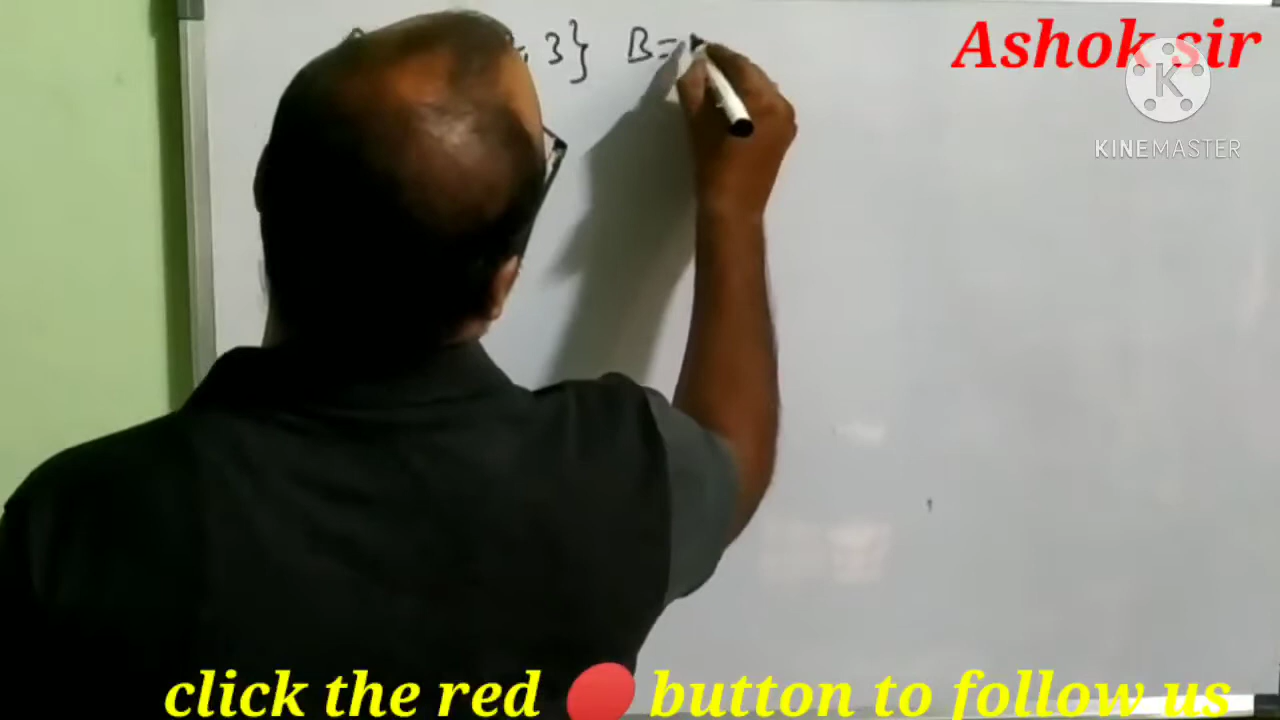 , 3} B=
Ashok sir
K
KINEMASTER
click the red button to follow us